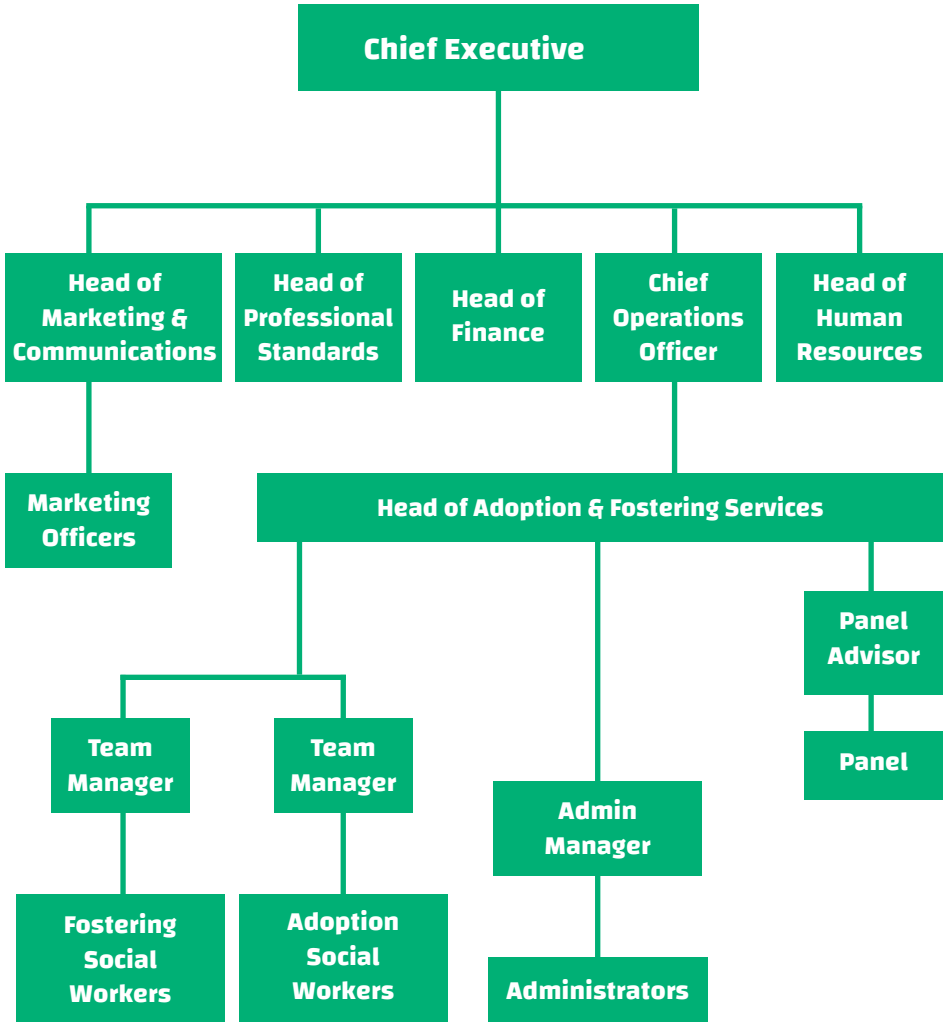 Chief Executive
Head of
Marketing &
Communications
Head of
Professional
Standards
Head of
Finance
Chief
Operations
Officer
Head of
Human
Resources
Marketing
Officers
Head of Adoption & Fostering Services
Panel
Advisor
Panel
Team
Manager
Team
Manager
Admin
Manager
Fostering
Social
Workers
Adoption
Social
Workers
Administrators